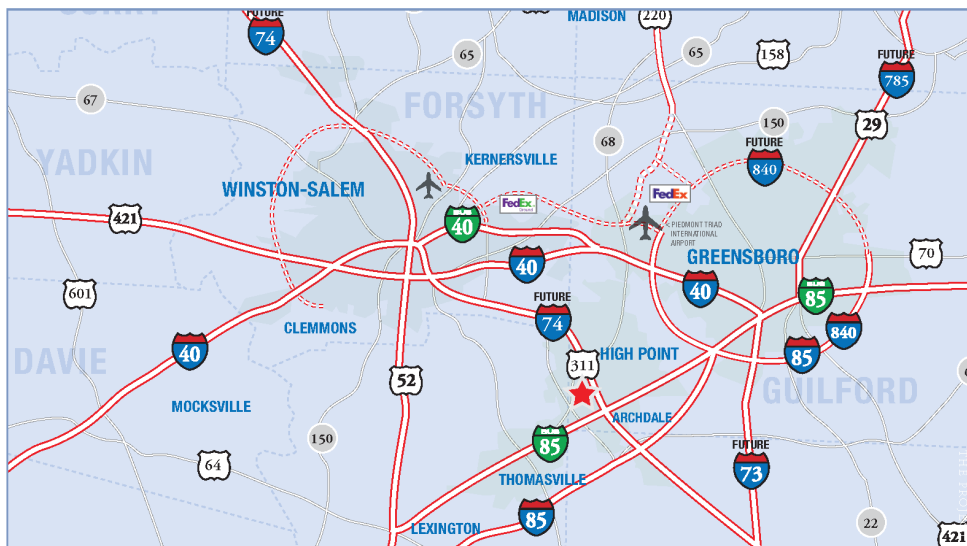 FUTURE
74
MADISON
220
65
65
158
FUTURE
785
67
FORSYTH
150
29
68
YADKIN
KERNERSVILLE
FUTURE
840
WINSTON-SALEM
FedEx
Ground
FedEx
421
40
PIEDMONT TRIAD
INTERNATIONAL
AIRPORT
GREENSBORO
70
40
40
601
85
FUTURE
74
CLEMMONS
840
DAVIE
40
311
HIGH POINT
85
52
GUILFORD
MOCKSVILLE
ARCHDALE
150
85
64
FUTURE
73
THOMASVILLE
85
LEXINGTON
22
421